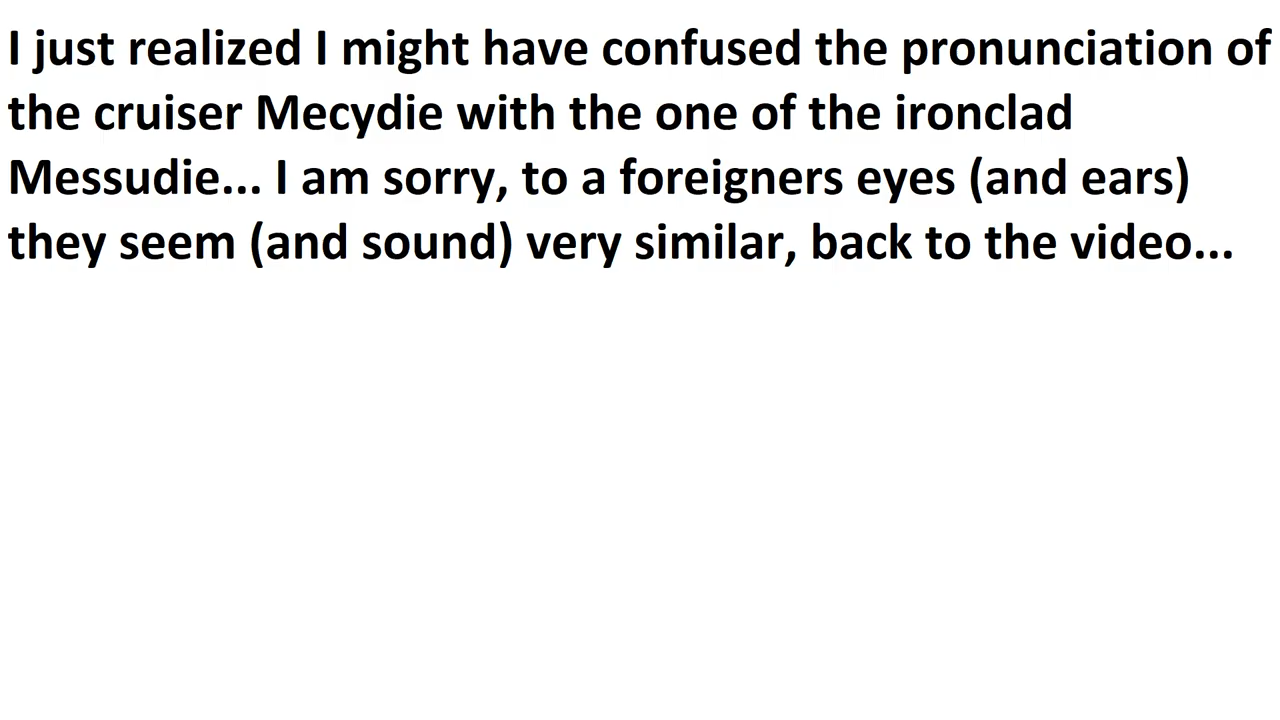 I just realized I might have confused the pronunciation of
the cruiser Mecydie with the one of the ironclad
Messudie... I am sorry, to a foreigners eyes (and ears)
they seem (and sound) very similar, back to the video...